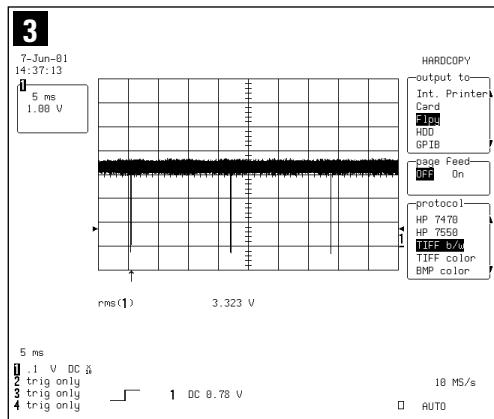 3
7-Jun-01
14:37:13
1
5 ms
1.00 V
HARDCOPY
output to
Int. Printer
Card
Flpy
HDD
GPIB
page feed
OFF On
protocol
HP 7470
HP 7550
TIFF b/w
TIFF color
BMP color
1
rms(1) 3.323 V
5 ms
1 .1 V DC X10
2 trig only
3 trig only
4 trig only
1 DC 0.78 V
10 MS/s
AUTO